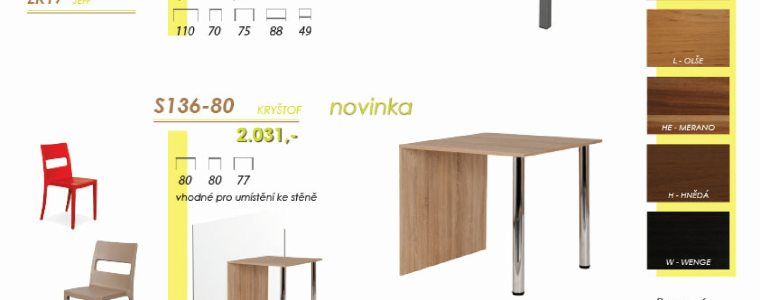 JEFF
110 70 75 88 49
L - OLŠE
S136-80 KRYŠTOF novinka
2.031,-
HE - MERANO
80 80 77
vhodné pro umístění ke stěně
H - HNĚDÁ
W - WENGE